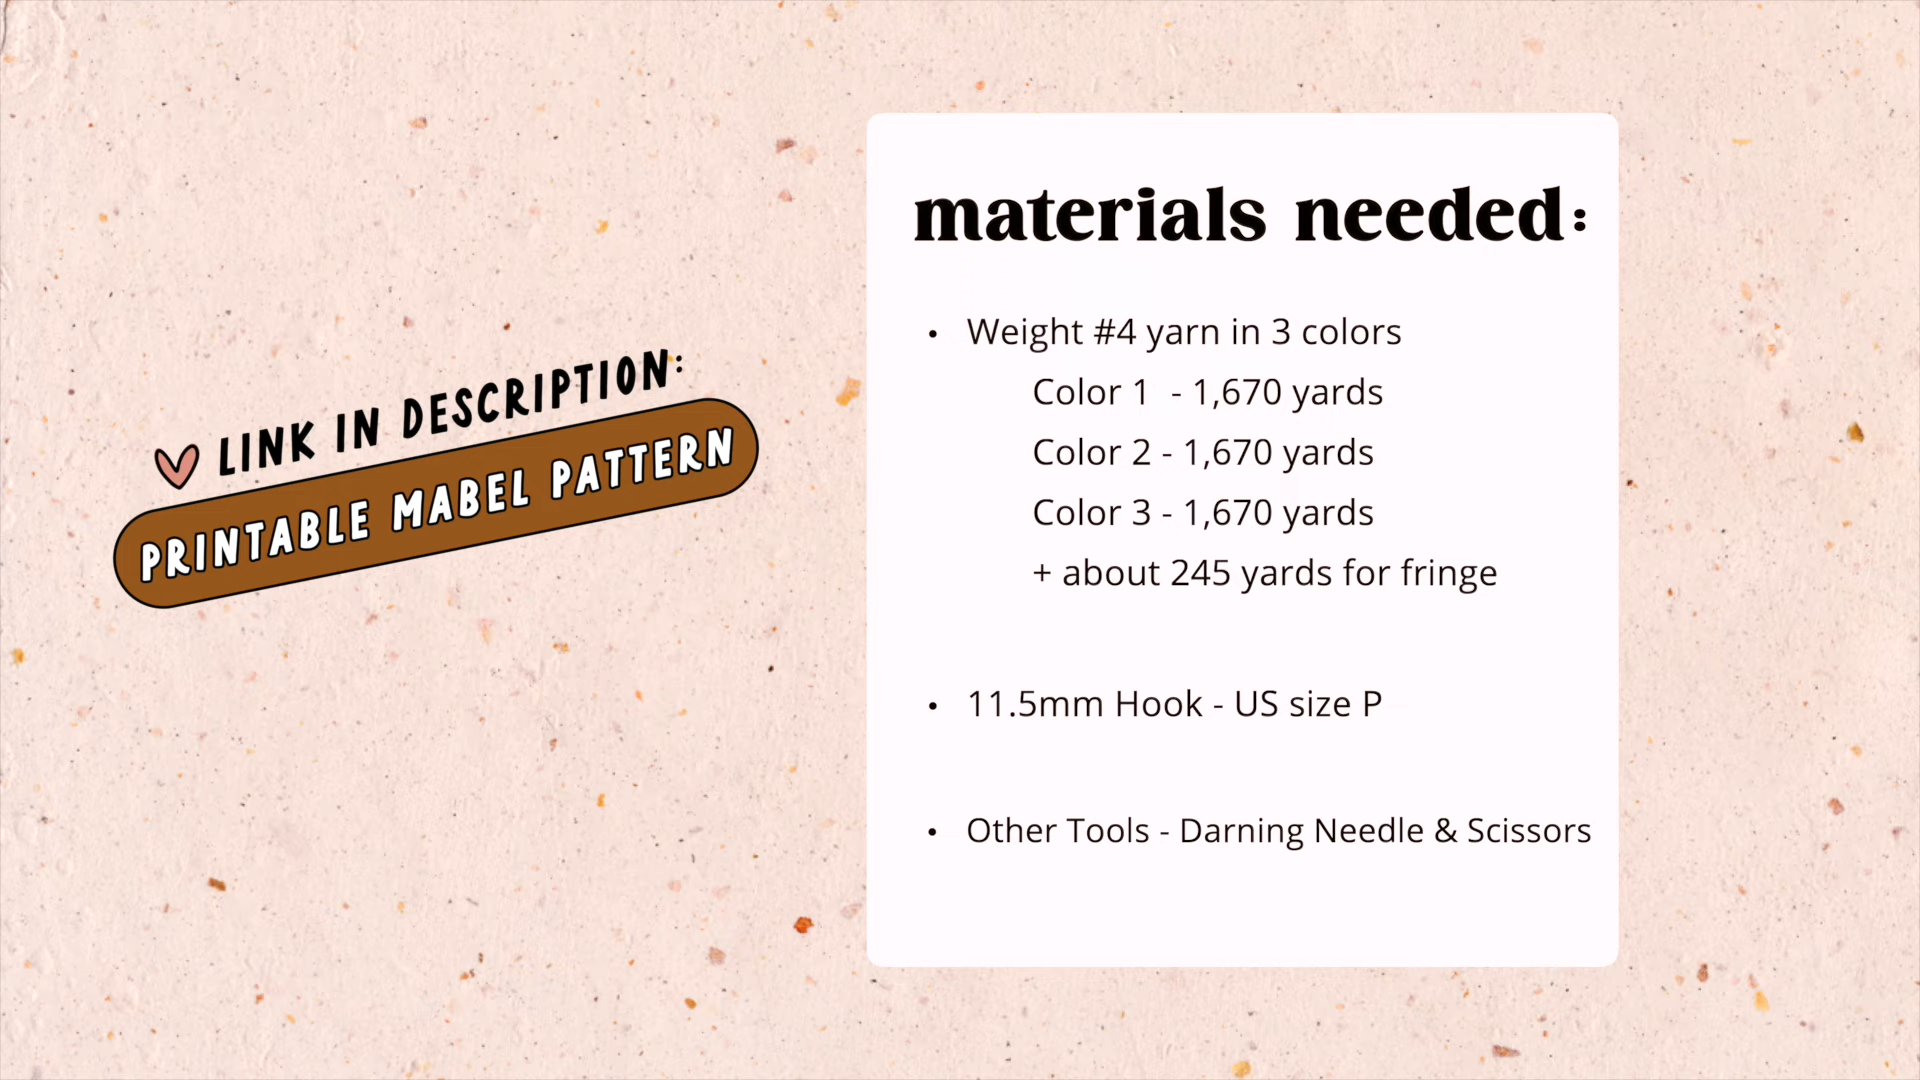 LINK IN DESCRIPTION:
PRINTABLE MABEL PATTERN
materials needed:
• Weight #4 yarn in 3 colors
Color 1 - 1,670 yards
Color 2 - 1,670 yards
Color 3 - 1,670 yards
+ about 245 yards for fringe
• 11.5mm Hook - US size P
• Other Tools - Darning Needle & Scissors